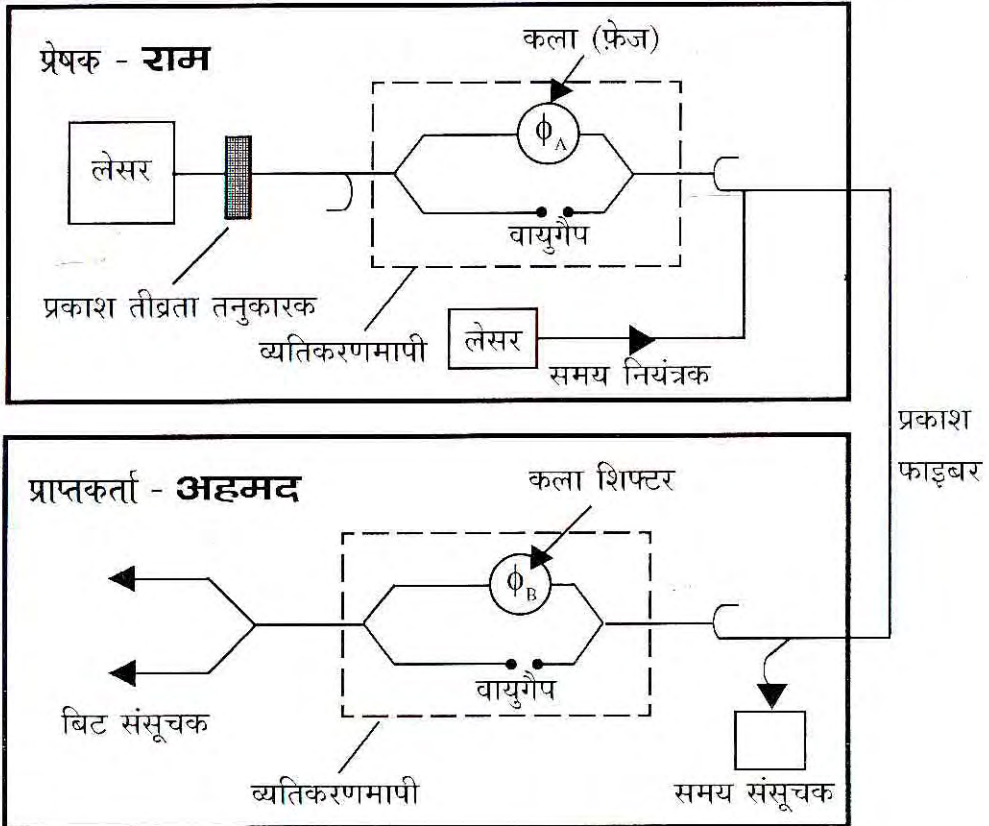 कला (फ़ेज)
प्रेषक - राम
ϕA
लेसर
वायुगैप
प्रकाश तीव्रता तनुकारक
व्यतिकरणमापी
लेसर
समय नियंत्रक
प्रकाश
फाइबर
प्राप्तकर्ता - अहमद
कला शिफ्टर
ϕB
वायुगैप
बिट संसूचक
व्यतिकरणमापी
समय संसूचक